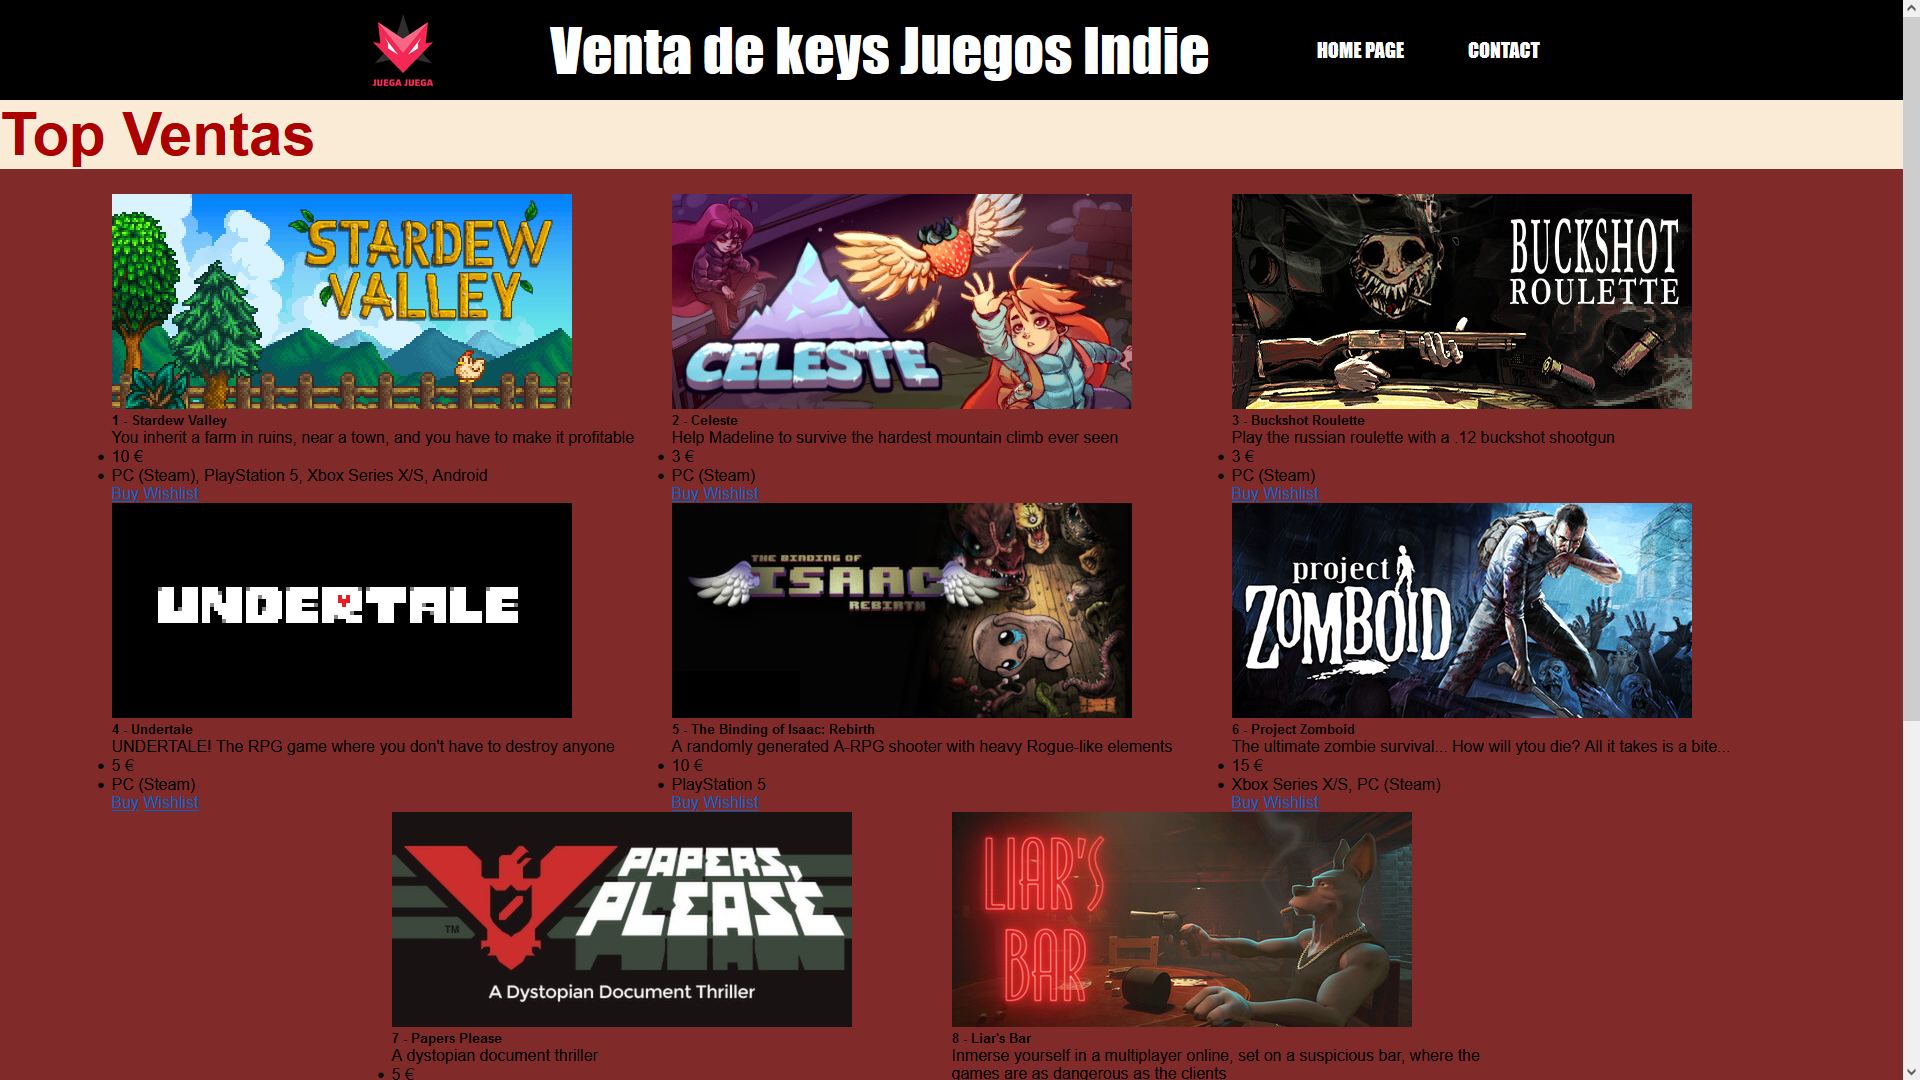 JUEGA JUEGA
Venta de keys Juegos Indie
HOME PAGE
CONTACT
Top Ventas
STARDEW
VALLEY
1 - Stardew Valley
You inherit a farm in ruins, near a town, and you have to make it profitable
10 €
PC (Steam), PlayStation 5, Xbox Series X/S, Android
Buy Wishlist
CELESTE
2 - Celeste
Help Madeline to survive the hardest mountain climb ever seen
3 €
PC (Steam)
Buy Wishlist
BUCKSHOT
ROULETTE
3 - Buckshot Roulette
Play the russian roulette with a .12 buckshot shootgun
3 €
PC (Steam)
Buy Wishlist
UNDERTALE
4 - Undertale
UNDERTALE! The RPG game where you don't have to destroy anyone
5 €
PC (Steam)
Buy Wishlist
THE BINDING OF
ISAAC
REBIRTH
5 - The Binding of Isaac: Rebirth
A randomly generated A-RPG shooter with heavy Rogue-like elements
10 €
PlayStation 5
Buy Wishlist
project
ZOMBOID
6 - Project Zomboid
The ultimate zombie survival... How will ytou die? All it takes is a bite...
15 €
Xbox Series X/S, PC (Steam)
Buy Wishlist
PAPERS,
PLEASE
TM
A Dystopian Document Thriller
7 - Papers Please
A dystopian document thriller
5 €
LIAR'S
BAR
8 - Liar's Bar
Inmerse yourself in a multiplayer online, set on a suspicious bar, where the
games are as dangerous as the clients